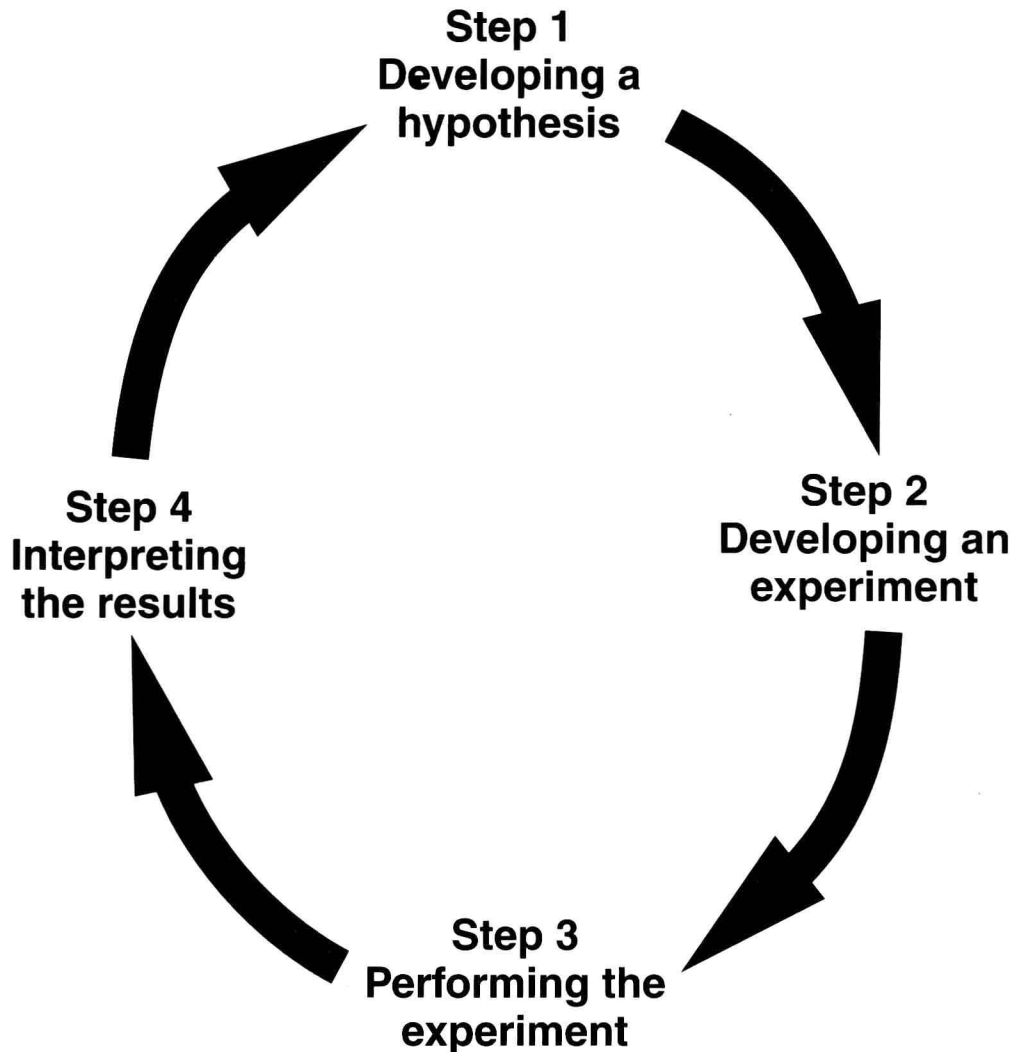 Step 1
Developing a
hypothesis
Step 2
Developing an
experiment
Step 3
Performing the
experiment
Step 4
Interpreting
the results